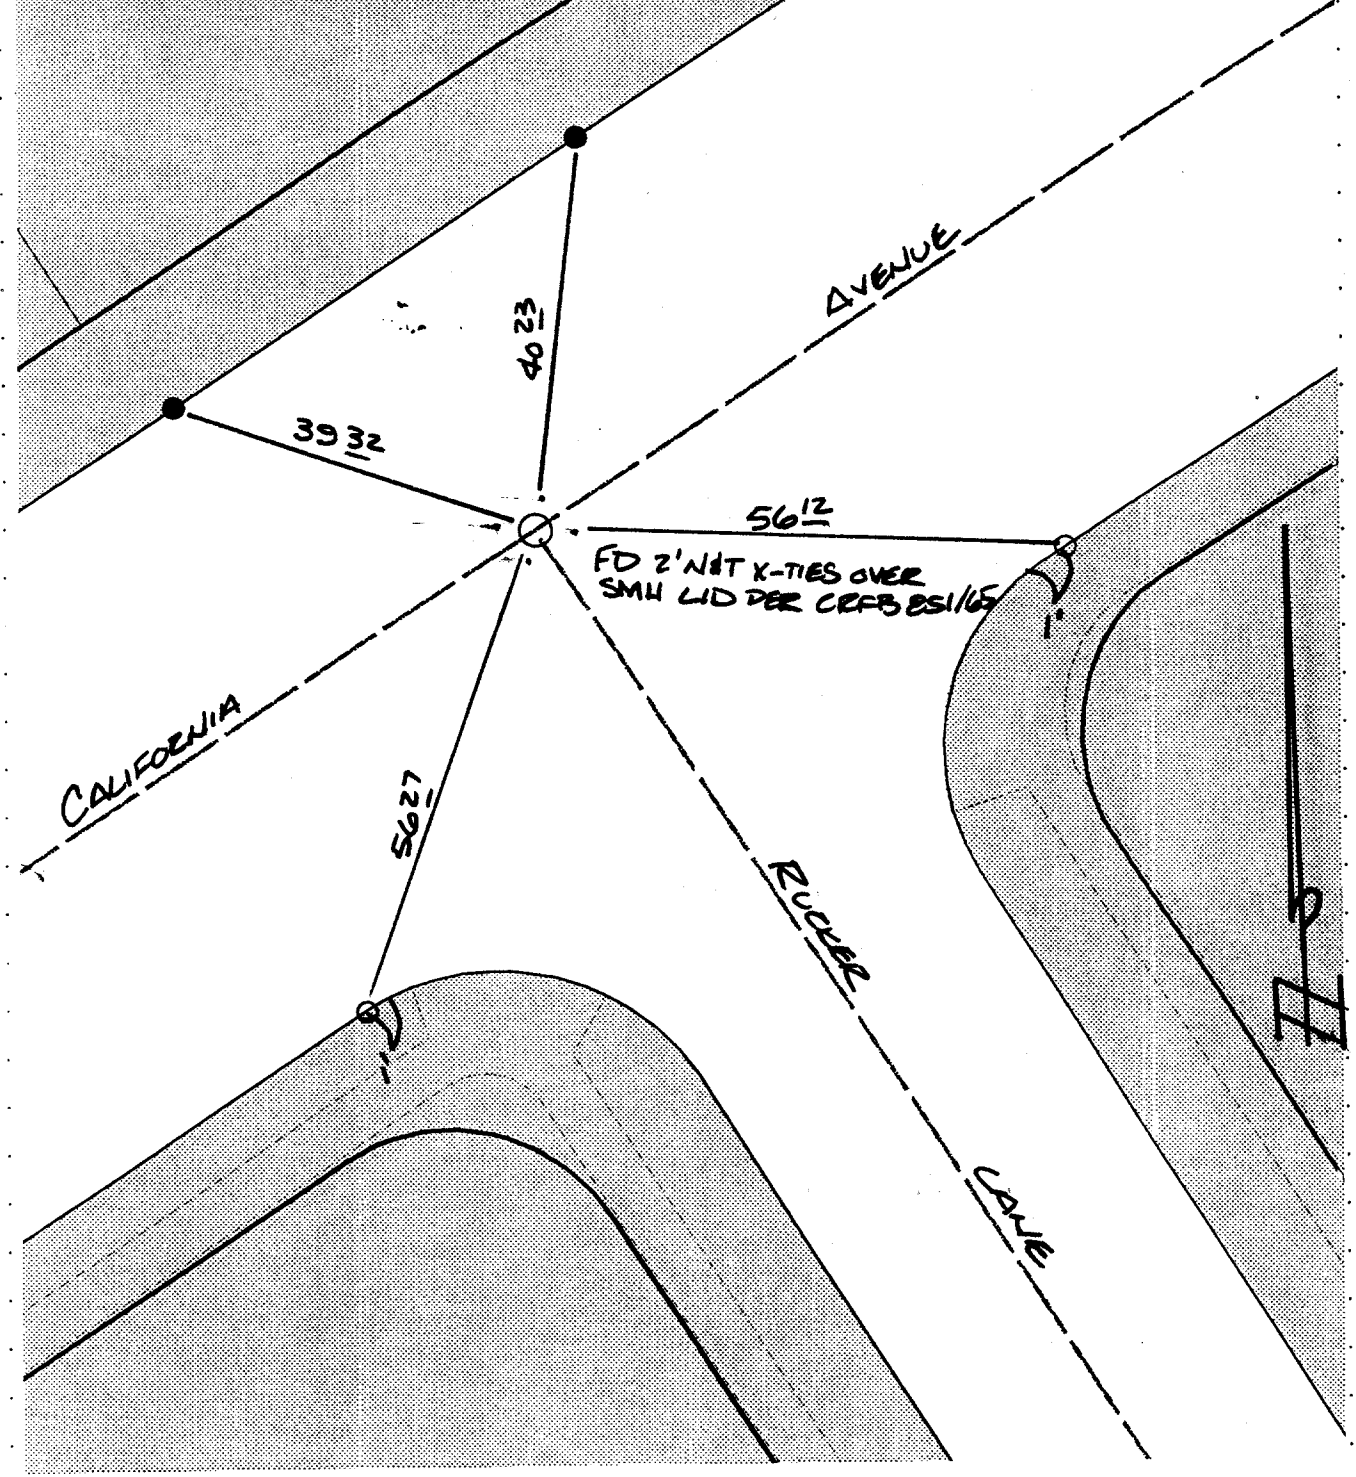 AVENUE
40 23
39 32
56 12
FD 2' N&T X-TIES OVER
SMH LID PER CRFB 851/65
1"
CALIFORNIA
56 27
RUCKER
1"
LANE